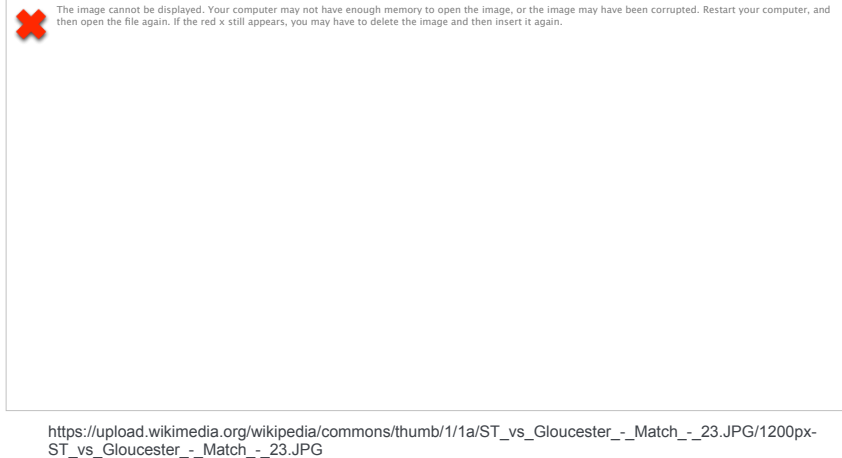 The image cannot be displayed. Your computer may not have enough memory to open the image, or the image may have been corrupted. Restart your computer, and
then open the file again. If the red x still appears, you may have to delete the image and then insert it again.
https://upload.wikimedia.org/wikipedia/commons/thumb/1/1a/ST_vs_Gloucester_-_Match_-_23.JPG/1200px-
ST_vs_Gloucester_-_Match_-_23.JPG